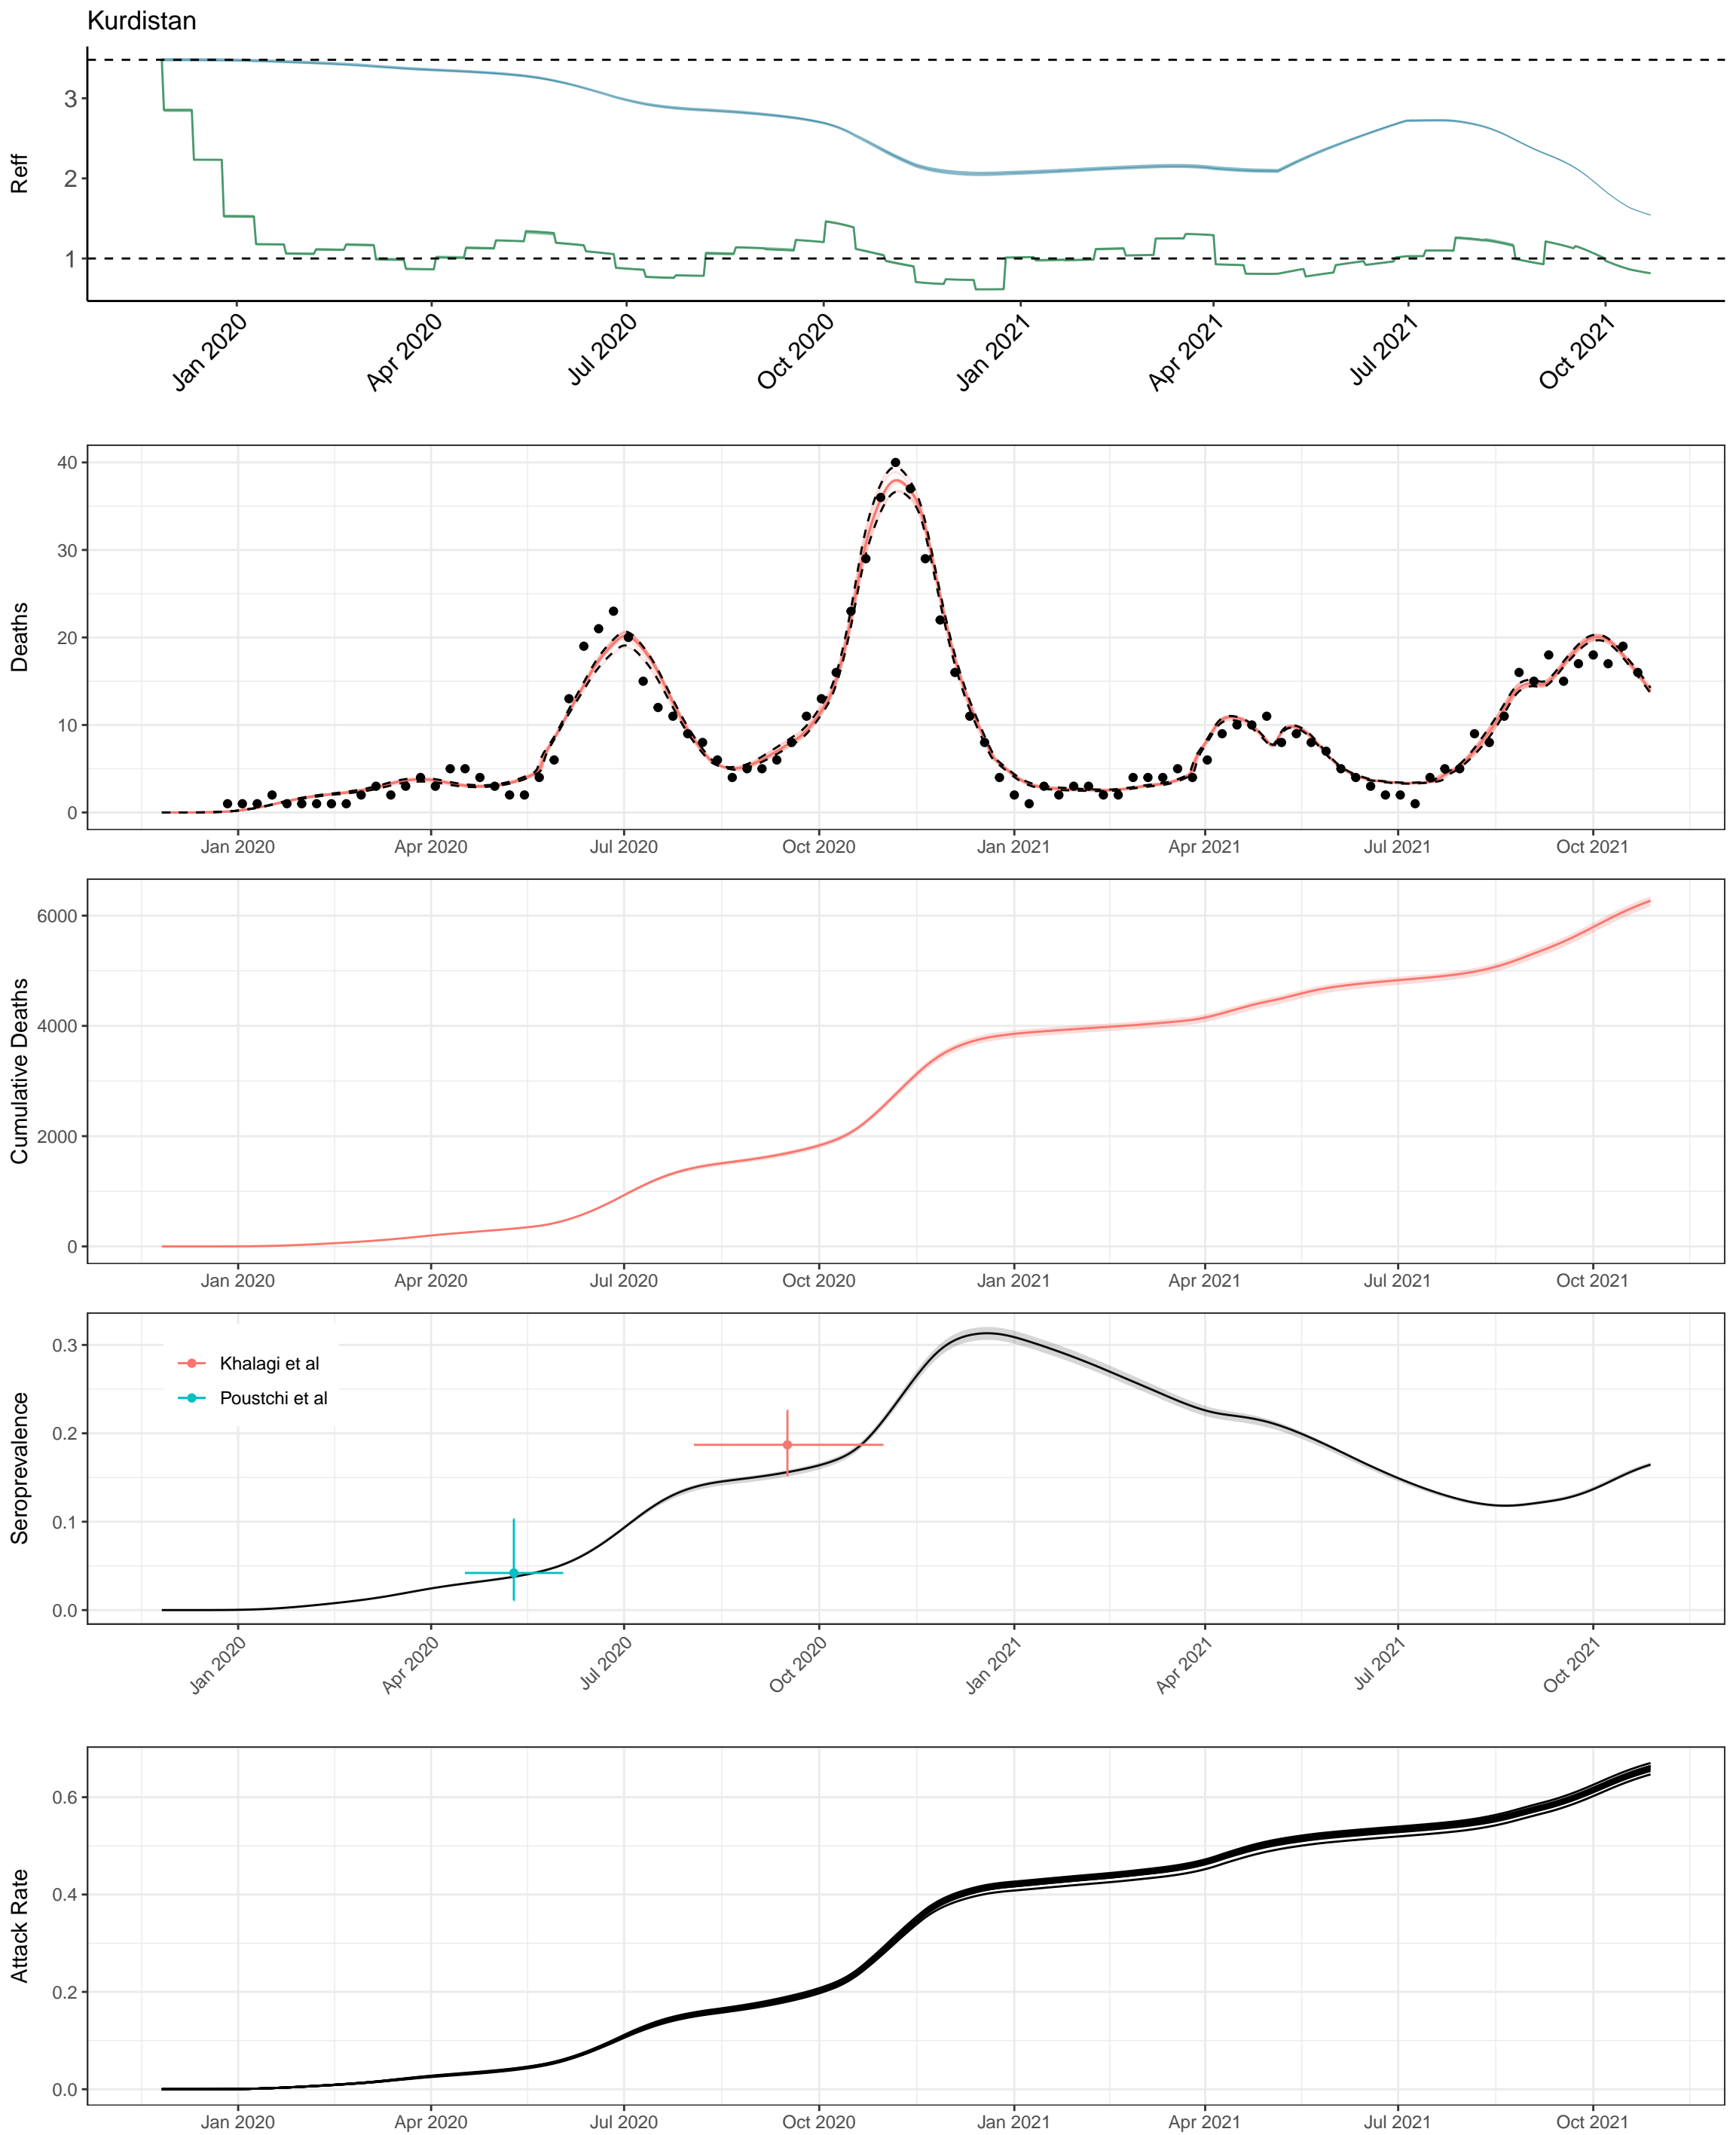 Kurdistan
Reff
3
2
1
Jan 2020
Apr 2020
Jul 2020
Oct 2020
Jan 2021
Apr 2021
Jul 2021
Oct 2021
Deaths
40
30
20
10
0
Jan 2020
Apr 2020
Jul 2020
Oct 2020
Jan 2021
Apr 2021
Jul 2021
Oct 2021
Cumulative Deaths
6000
4000
2000
0
Jan 2020
Apr 2020
Jul 2020
Oct 2020
Jan 2021
Apr 2021
Jul 2021
Oct 2021
Seroprevalence
0.3
0.2
0.1
0.0
Khalagi et al
Poustchi et al
Jan 2020
Apr 2020
Jul 2020
Oct 2020
Jan 2021
Apr 2021
Jul 2021
Oct 2021
Attack Rate
0.6
0.4
0.2
0.0
Jan 2020
Apr 2020
Jul 2020
Oct 2020
Jan 2021
Apr 2021
Jul 2021
Oct 2021